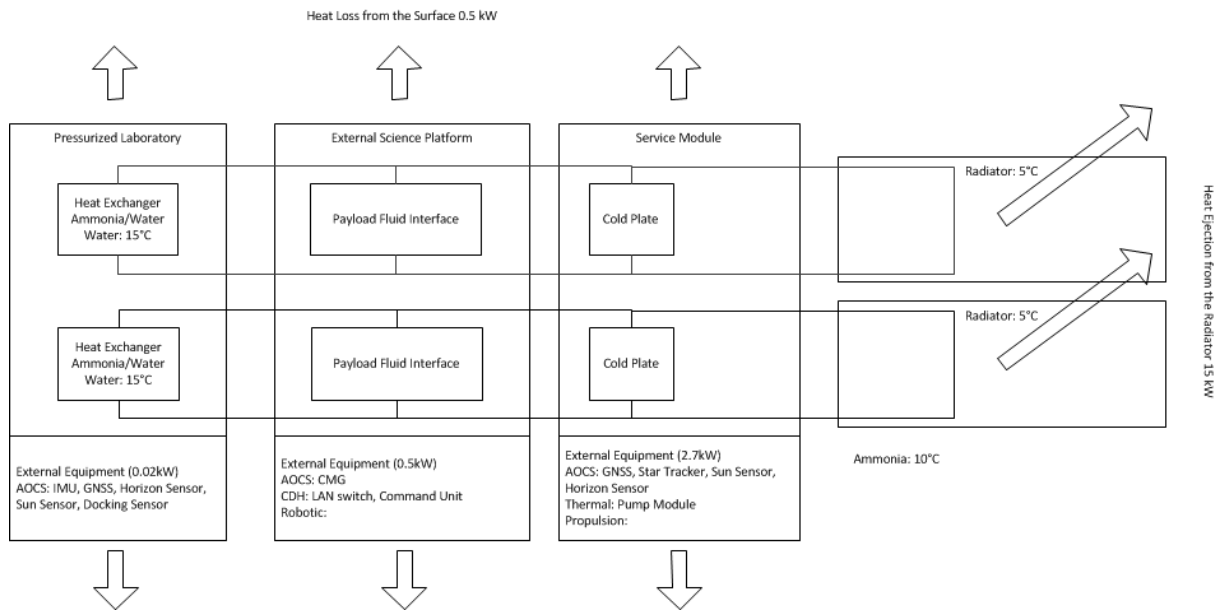 Heat Loss from the Surface 0.5 kW
Pressurized Laboratory
External Science Platform
Service Module
Heat Exchanger
Ammonia/Water
Water: 15°C
Payload Fluid Interface
Cold Plate
Radiator: 5°C
Heat Exchanger
Ammonia/Water
Water: 15°C
Payload Fluid Interface
Cold Plate
Radiator: 5°C
Heat Ejection from the Radiator 15 kW
External Equipment (0.02kW)
AOCS: IMU, GNSS, Horizon Sensor,
Sun Sensor, Docking Sensor
External Equipment (0.5kW)
AOCS: CMG
CDH: LAN switch, Command Unit
Robotic:
External Equipment (2.7kW)
AOCS: GNSS, Star Tracker, Sun Sensor,
Horizon Sensor
Thermal: Pump Module
Propulsion:
Ammonia: 10°C